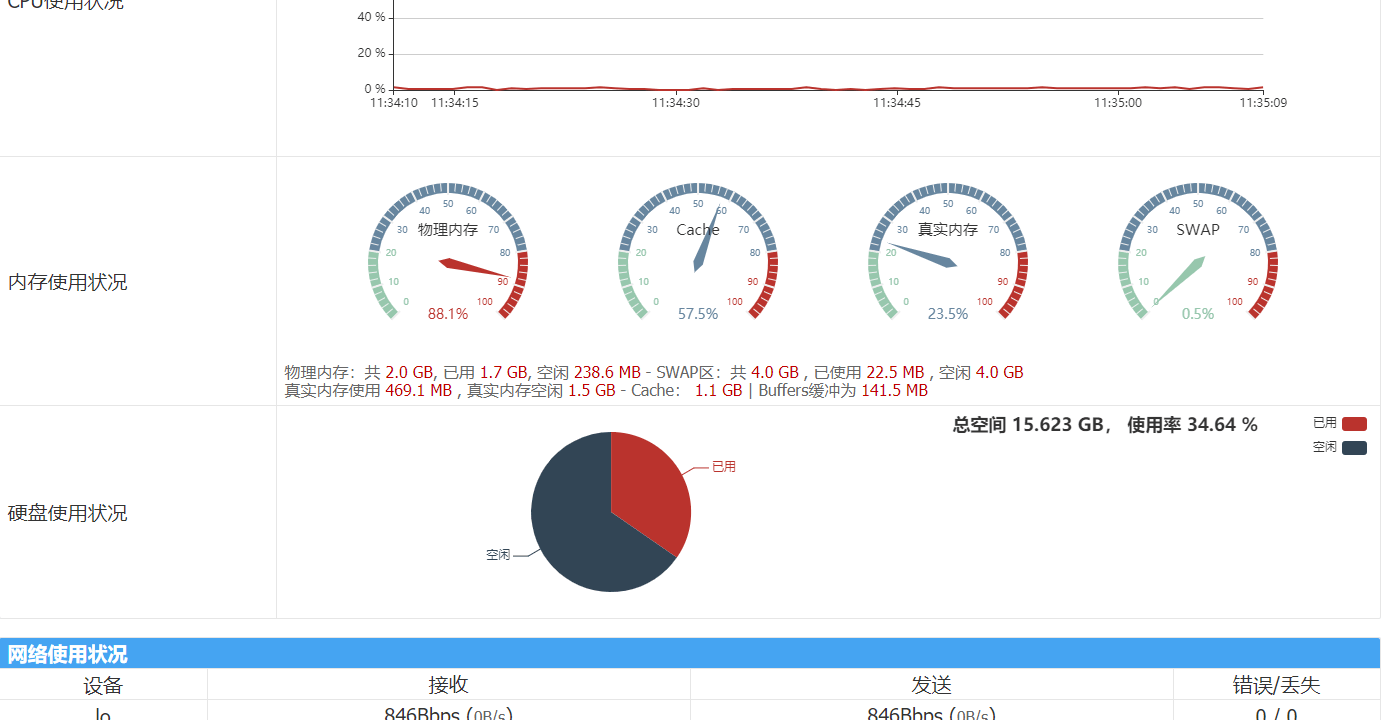 CPU使用状况
40 %
20 %
0 %
11:34:10 11:34:15 11:34:30 11:34:45 11:35:00 11:35:09
内存使用状况
0 10 20 30 40 50 60 70 80 90 100
物理内存
88.1%
0 10 20 30 40 50 60 70 80 90 100
Cache
57.5%
0 10 20 30 40 50 60 70 80 90 100
真实内存
23.5%
0 10 20 30 40 50 60 70 80 90 100
SWAP
0.5%
物理内存：共 2.0 GB, 已用 1.7 GB, 空闲 238.6 MB - SWAP区：共 4.0 GB , 已使用 22.5 MB , 空闲 4.0 GB
真实内存使用 469.1 MB , 真实内存空闲 1.5 GB - Cache： 1.1 GB | Buffers缓冲为 141.5 MB
硬盘使用状况
总空间 15.623 GB， 使用率 34.64 %
已用
空闲
已用
空闲
网络使用状况
设备 接收 发送 错误/丢失
lo 846Bbps (0B/s) 846Bbps (0B/s) 0 / 0